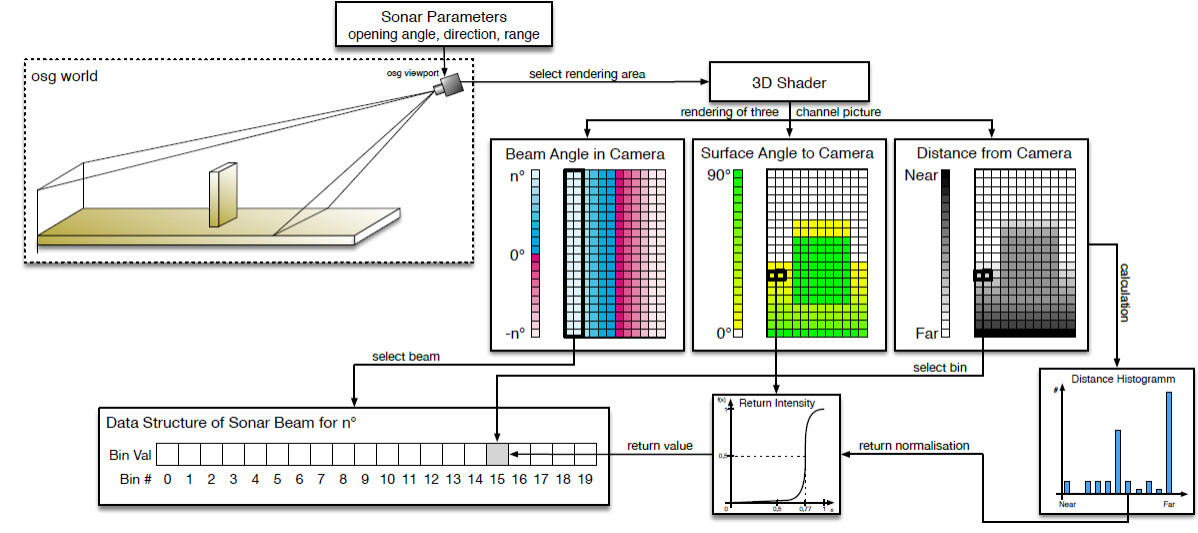 Sonar Parameters
opening angle, direction, range
osg world
osg viewport
select rendering area
3D Shader
rendering of three channel picture
Beam Angle in Camera
n°
0°
-n°
Surface Angle to Camera
90°
0°
Distance from Camera
Near
Far
calculation
select beam
select bin
Data Structure of Sonar Beam for n°
Bin Val
Bin # 0 1 2 3 4 5 6 7 8 9 10 11 12 13 14 15 16 17 18 19
return value
f(x) Return Intensity
1
0,5
0 0,5 0,77 1 x
return normalisation
Distance Histogramm
#
Near Far